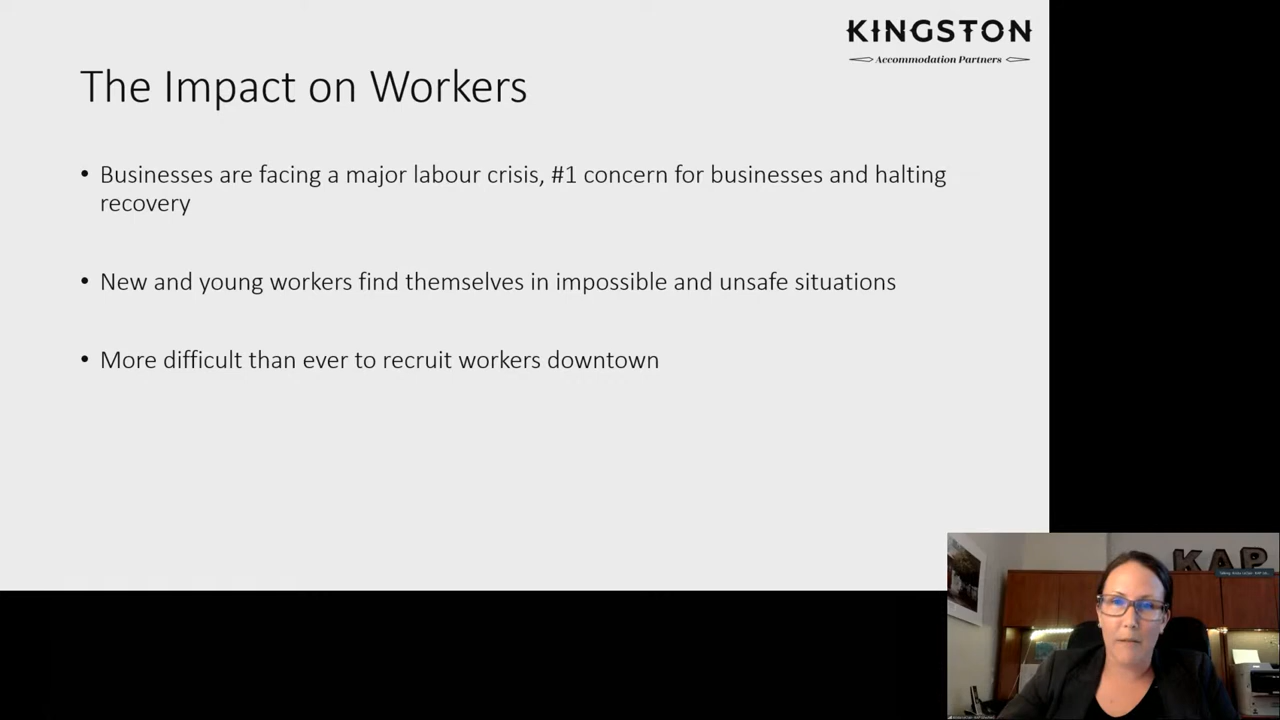 KINGSTON
Accommodation Partners
The Impact on Workers
• Businesses are facing a major labour crisis, #1 concern for businesses and halting
recovery
• New and young workers find themselves in impossible and unsafe situations
• More difficult than ever to recruit workers downtown
KAP